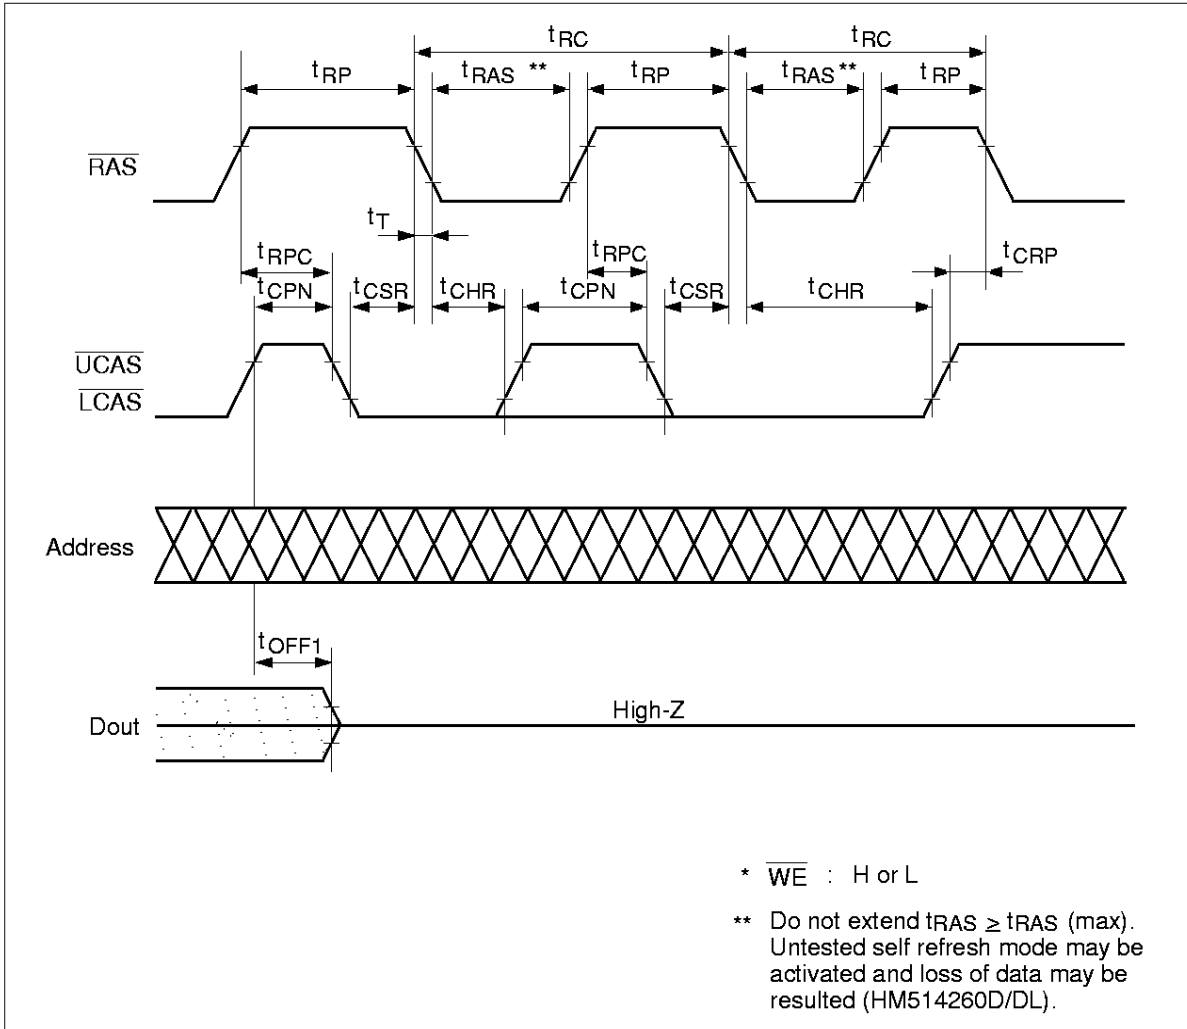 tRC tRC
tRP tRAS ** tRP tRAS ** tRP
RAS
tT
tRPC tRPC tCRP
tCPN tCSR tCHR tCPN tCSR tCHR
UCAS
LCAS
Address
tOFF1
High-Z
Dout
* WE : H or L
** Do not extend tRAS ≥ tRAS (max).
Untested self refresh mode may be
activated and loss of data may be
resulted (HM514260D/DL).